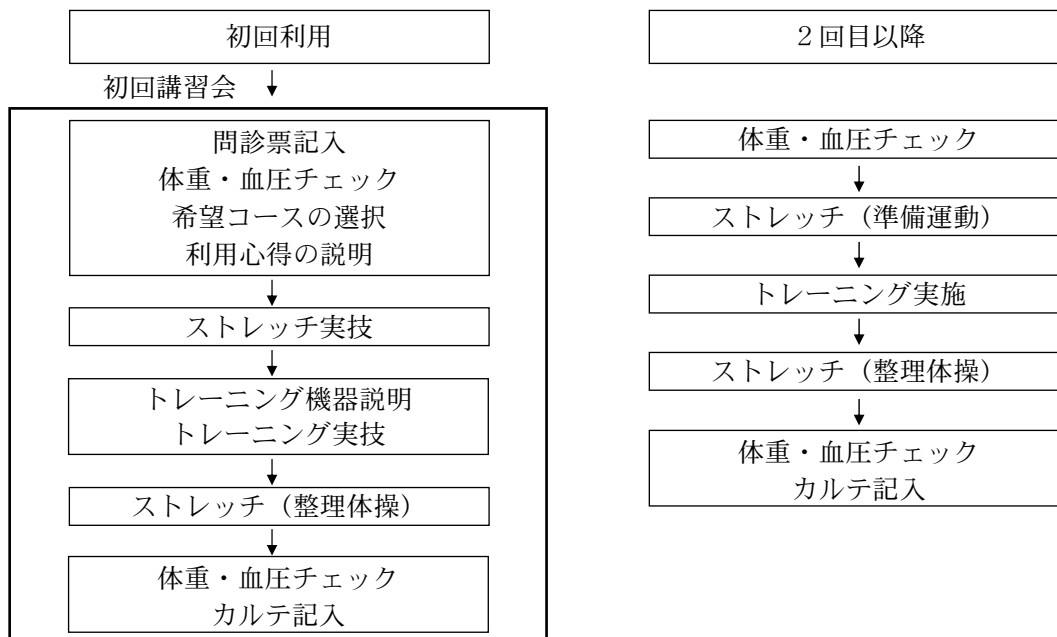 初回利用
初回講習会
問診票記入
体重・血圧チェック
希望コースの選択
利用心得の説明
ストレッチ実技
トレーニング機器説明
トレーニング実技
ストレッチ（整理体操）
体重・血圧チェック
カルテ記入
２回目以降
体重・血圧チェック
ストレッチ（準備運動）
トレーニング実施
ストレッチ（整理体操）
体重・血圧チェック
カルテ記入